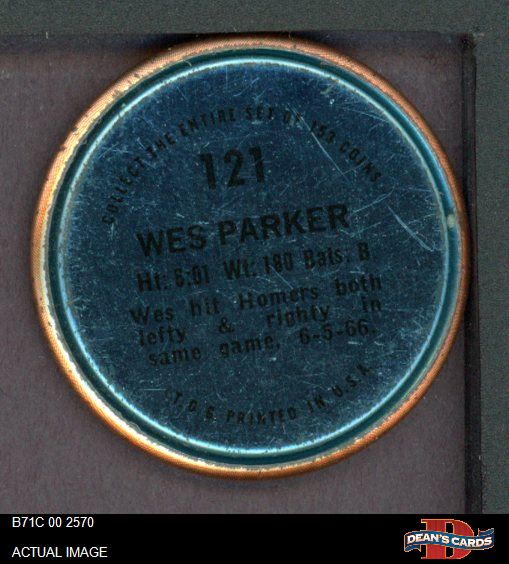 COLLECT THE ENTIRE SET OF 153 COINS
121
WES PARKER
Ht: 6:01 Wt: 180 Bats: B
Wes hit Homers both
lefty & righty in
same game, 6-5-66.
T.C.G. PRINTED IN U.S.A.
B71C 00 2570
ACTUAL IMAGE
D
DEAN'S CARDS